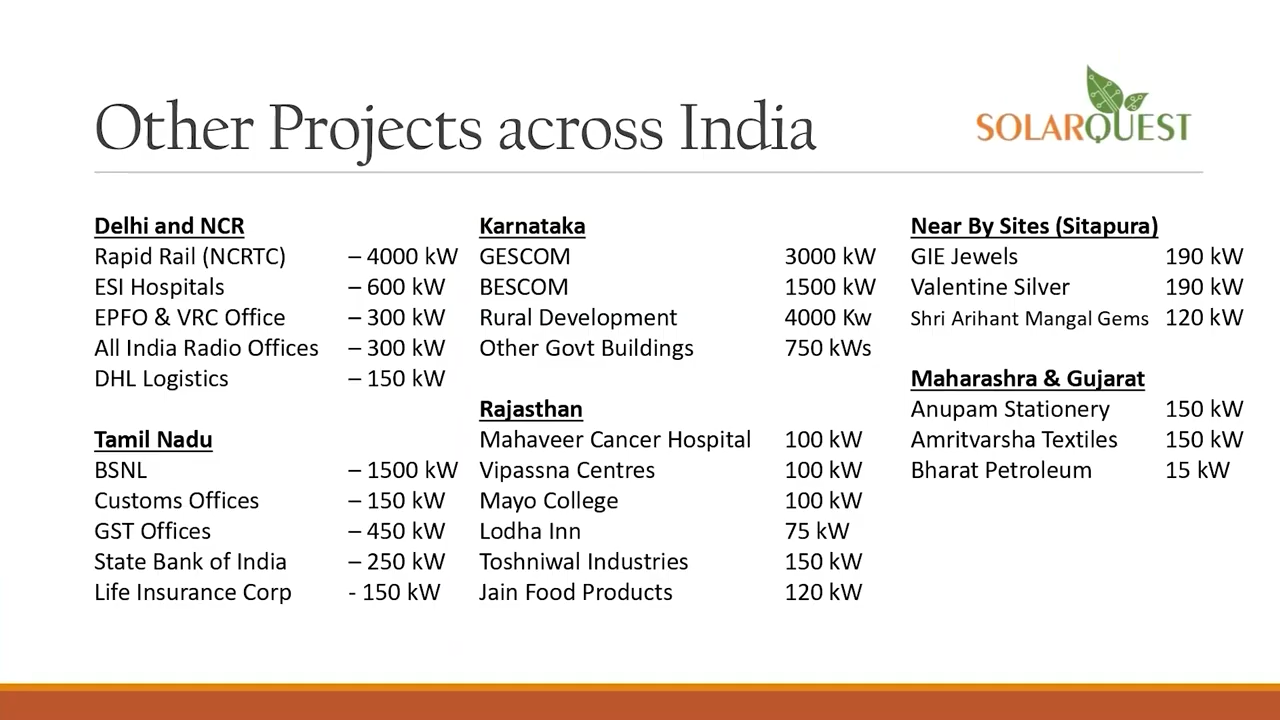 Other Projects across India
SOLARQUEST
Delhi and NCR
Rapid Rail (NCRTC) – 4000 kW
ESI Hospitals – 600 kW
EPFO & VRC Office – 300 kW
All India Radio Offices – 300 kW
DHL Logistics – 150 kW
Tamil Nadu
BSNL – 1500 kW
Customs Offices – 150 kW
GST Offices – 450 kW
State Bank of India – 250 kW
Life Insurance Corp - 150 kW
Karnataka
GESCOM 3000 kW
BESCOM 1500 kW
Rural Development 4000 Kw
Other Govt Buildings 750 kWs
Rajasthan
Mahaveer Cancer Hospital 100 kW
Vipassna Centres 100 kW
Mayo College 100 kW
Lodha Inn 75 kW
Toshniwal Industries 150 kW
Jain Food Products 120 kW
Near By Sites (Sitapura)
GIE Jewels 190 kW
Valentine Silver 190 kW
Shri Arihant Mangal Gems 120 kW
Maharashra & Gujarat
Anupam Stationery 150 kW
Amritvarsha Textiles 150 kW
Bharat Petroleum 15 kW